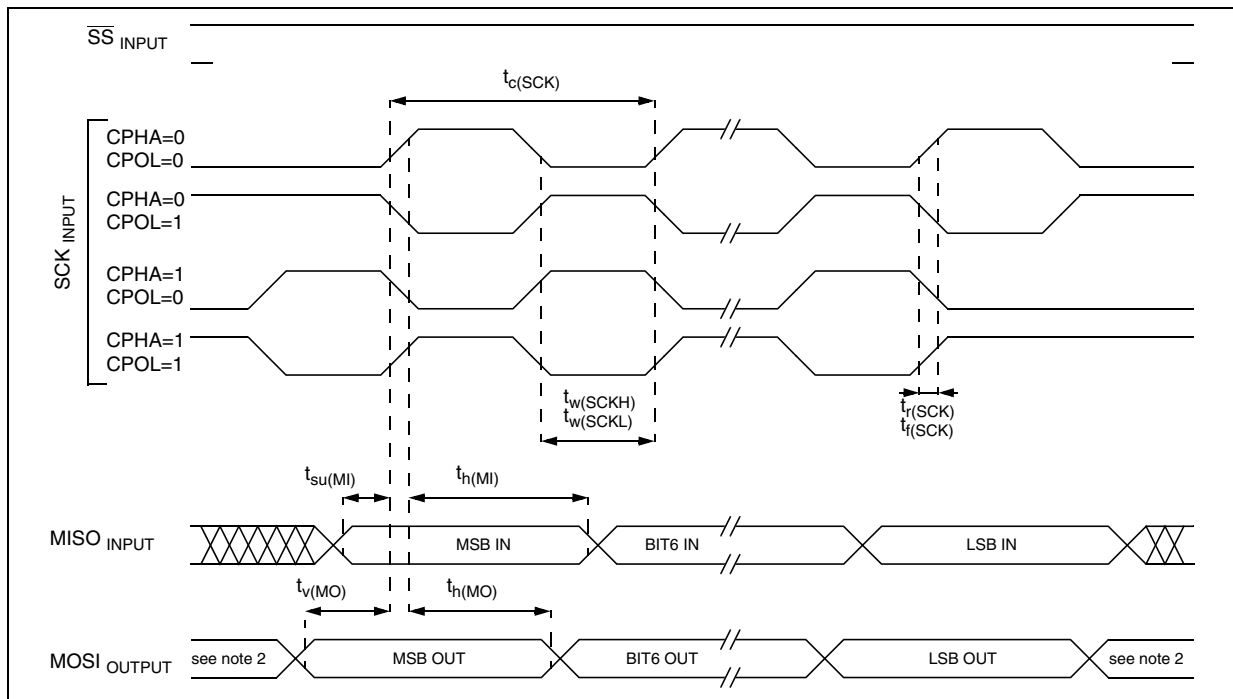 SS INPUT
tc(SCK)
SCK INPUT
CPHA=0
CPOL=0
CPHA=0
CPOL=1
CPHA=1
CPOL=0
CPHA=1
CPOL=1
tw(SCKH)
tw(SCKL)
tr(SCK)
tf(SCK)
tsu(MI)
th(MI)
MISO INPUT
MSB IN
BIT6 IN
LSB IN
tv(MO)
th(MO)
MOSI OUTPUT
see note 2
MSB OUT
BIT6 OUT
LSB OUT
see note 2